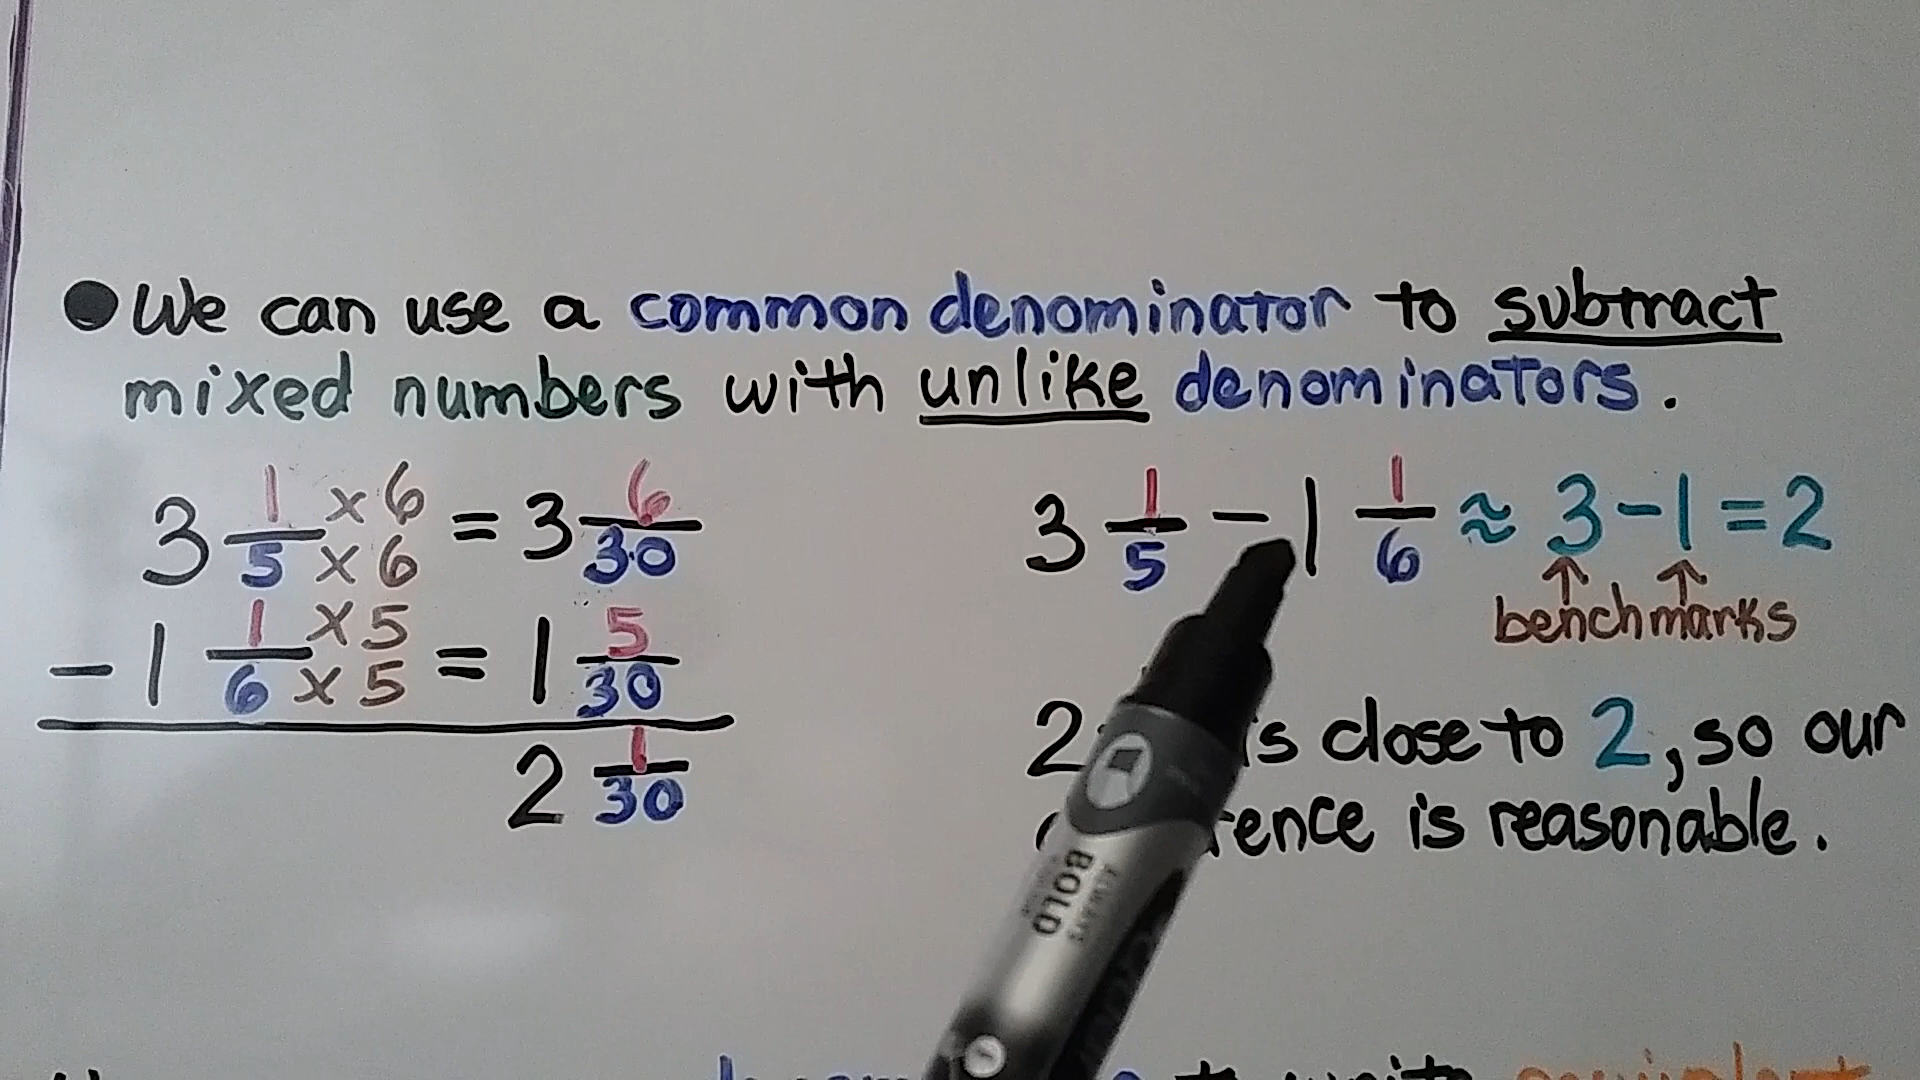 We can use a common denominator to subtract
mixed numbers with unlike denominators.
3 1/5 × 6 / × 6 = 3 6/30
- 1 1/6 × 5 / × 5 = 1 5/30
2 1/30
3 1/5 - 1 1/6 ≈ 3 - 1 = 2
benchmarks
2 is close to 2, so our
is reasonable.
BOLD